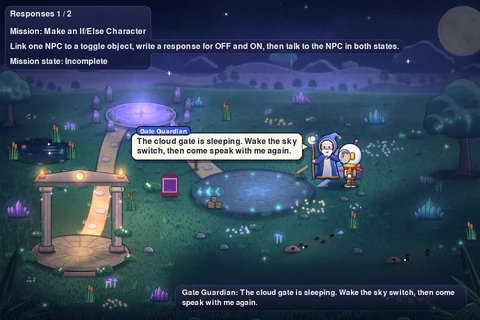 Responses 1 / 2
Mission: Make an If/Else Character
Link one NPC to a toggle object, write a response for OFF and ON, then talk to the NPC in both states.
Mission state: Incomplete
Gate Guardian
The cloud gate is sleeping. Wake the sky
switch, then come speak with me again.
Gate Guardian: The cloud gate is sleeping. Wake the sky switch, then come
speak with me again.